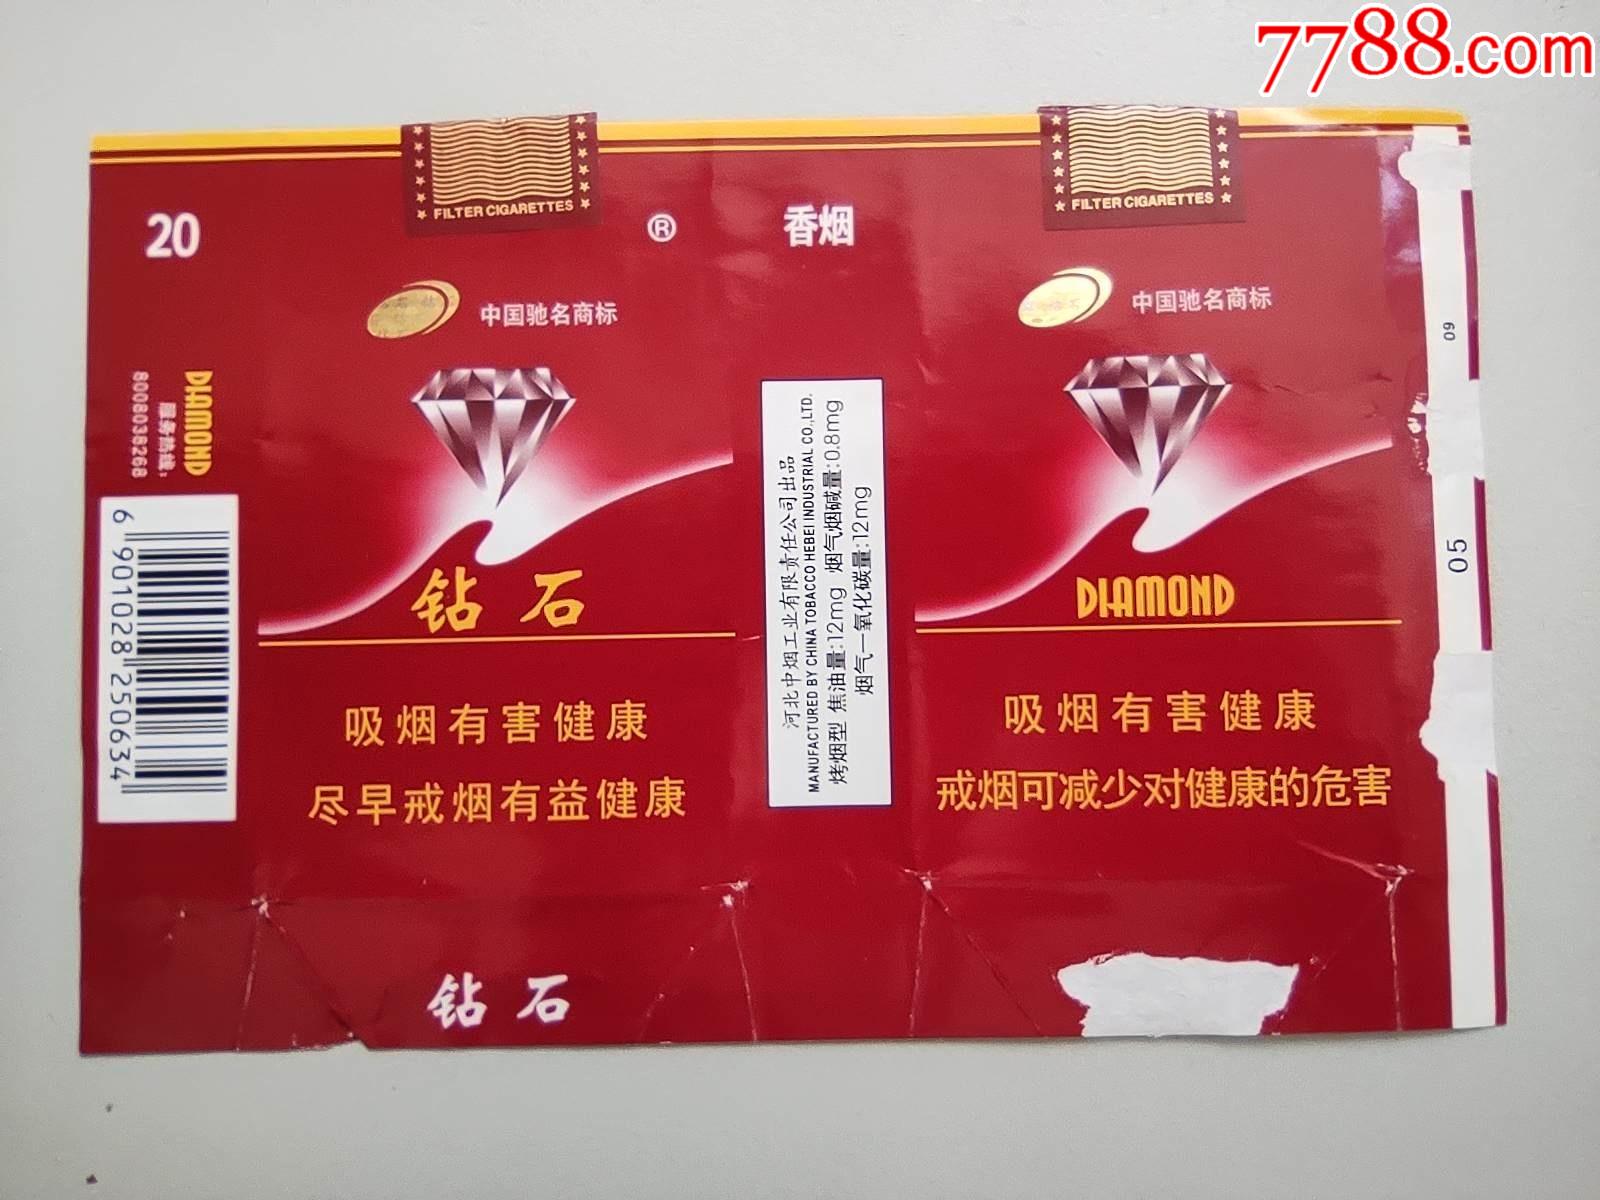 7788.com
FILTER CIGARETTES
FILTER CIGARETTES
20
®
香烟
中国驰名商标
中国驰名商标
09
DIAMOND
服务热线:
8008038268
河北中烟工业有限责任公司出品
MANUFACTURED BY CHINA TOBACCO HEBEI INDUSTRIAL CO.,LTD.
烤烟型 焦油量:12mg 烟气烟碱量:0.8mg
烟气一氧化碳量:12mg
6 901028 250634
05
钻石
DIAMOND
吸烟有害健康
尽早戒烟有益健康
吸烟有害健康
戒烟可减少对健康的危害
钻石